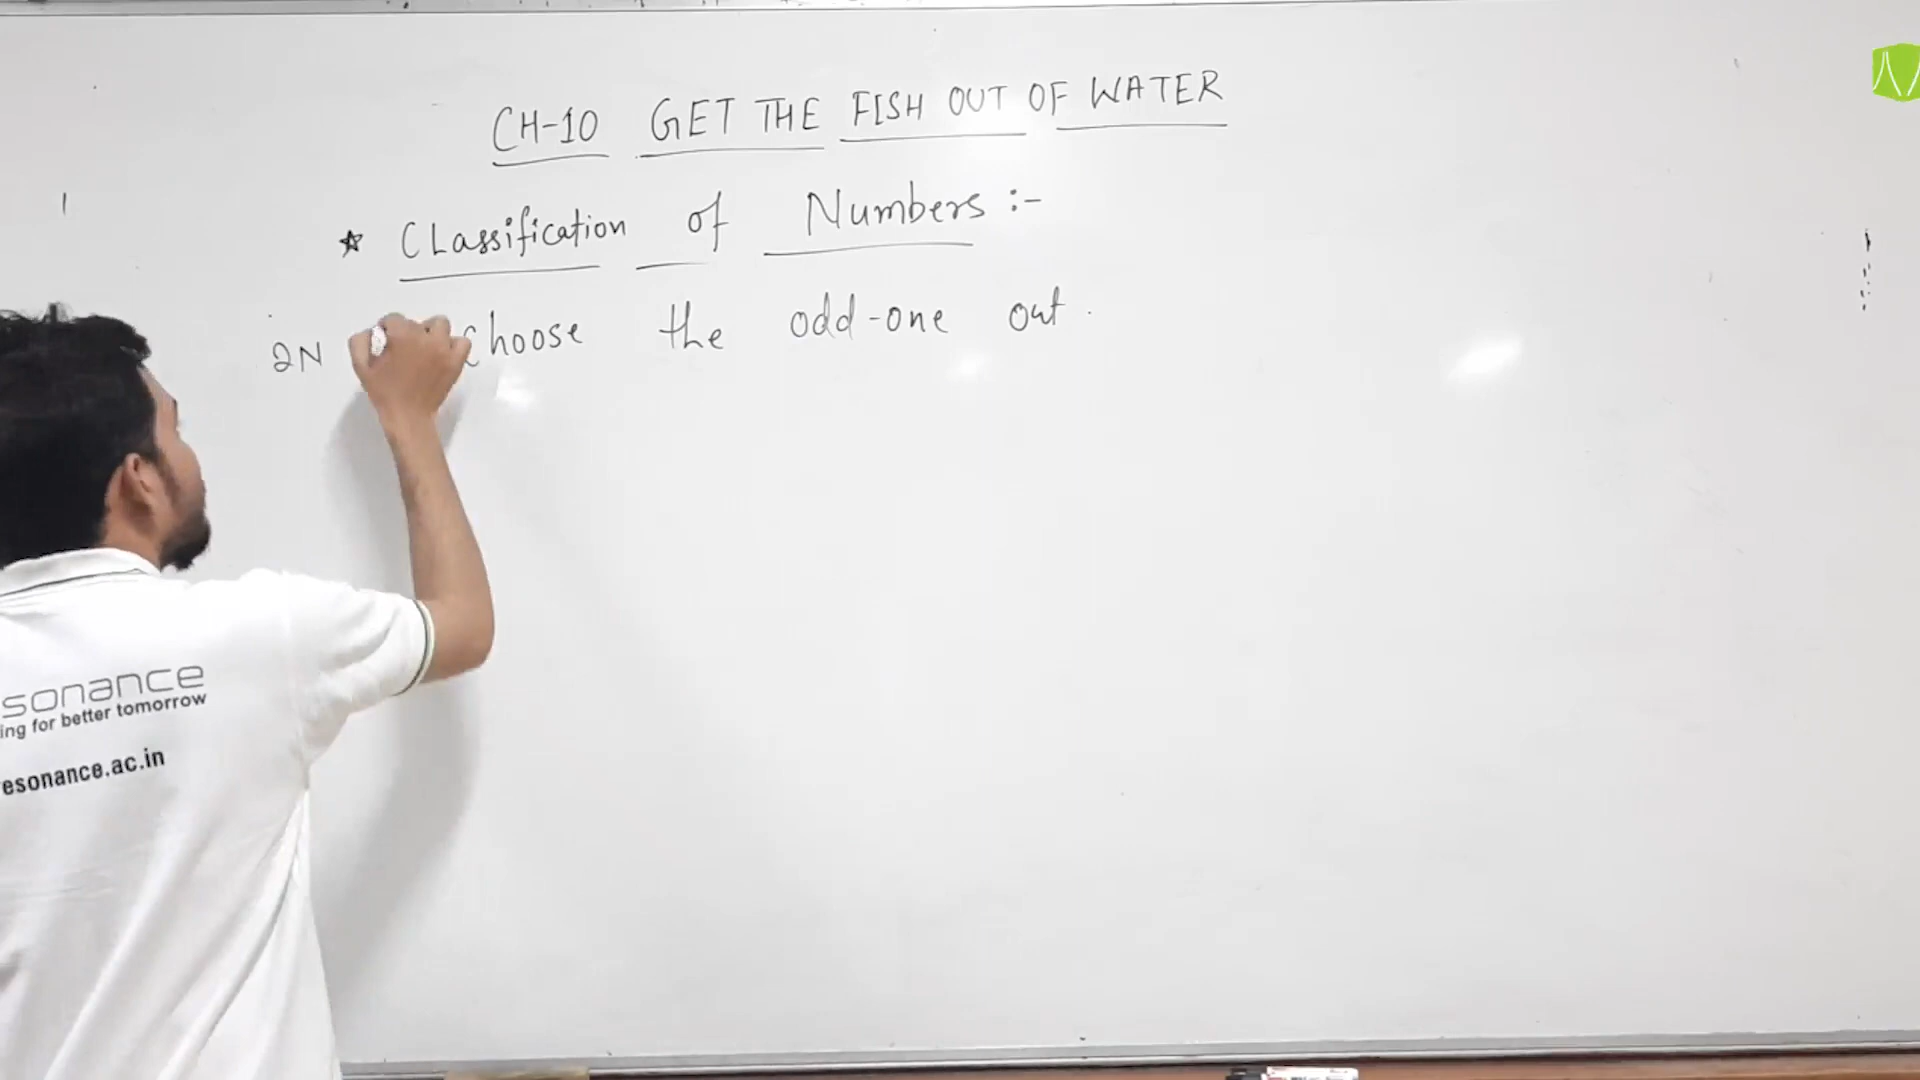 CH-10 GET THE FISH OUT OF WATER
★ CLassification of Numbers :-
2N Choose the odd-one out.
sonance
ing for better tomorrow
esonance.ac.in